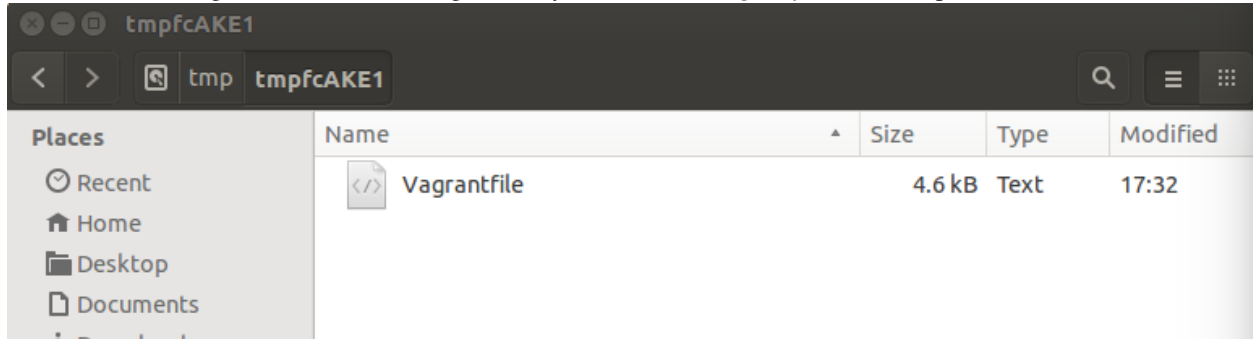 tmpfcAKE1
tmp tmpfcAKE1
Places
Name Size Type Modified
Recent
Vagrantfile 4.6 kB Text 17:32
Home
Desktop
Documents